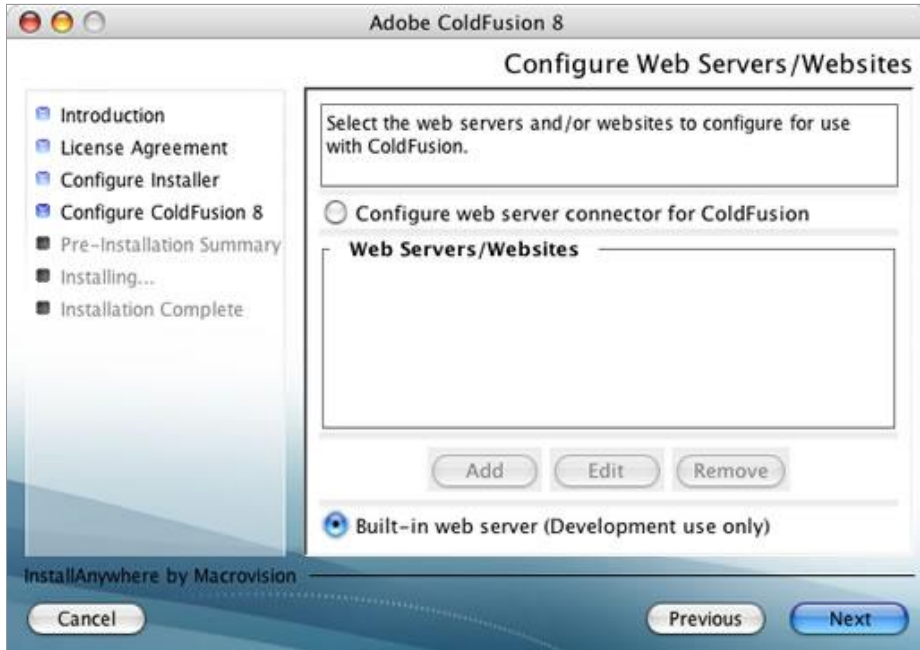 Adobe ColdFusion 8
Configure Web Servers/Websites
Introduction
License Agreement
Configure Installer
Configure ColdFusion 8
Pre-Installation Summary
Installing...
Installation Complete
Select the web servers and/or websites to configure for use
with ColdFusion.
Configure web server connector for ColdFusion
Web Servers/Websites
Add Edit Remove
Built-in web server (Development use only)
InstallAnywhere by Macrovision
Cancel Previous Next